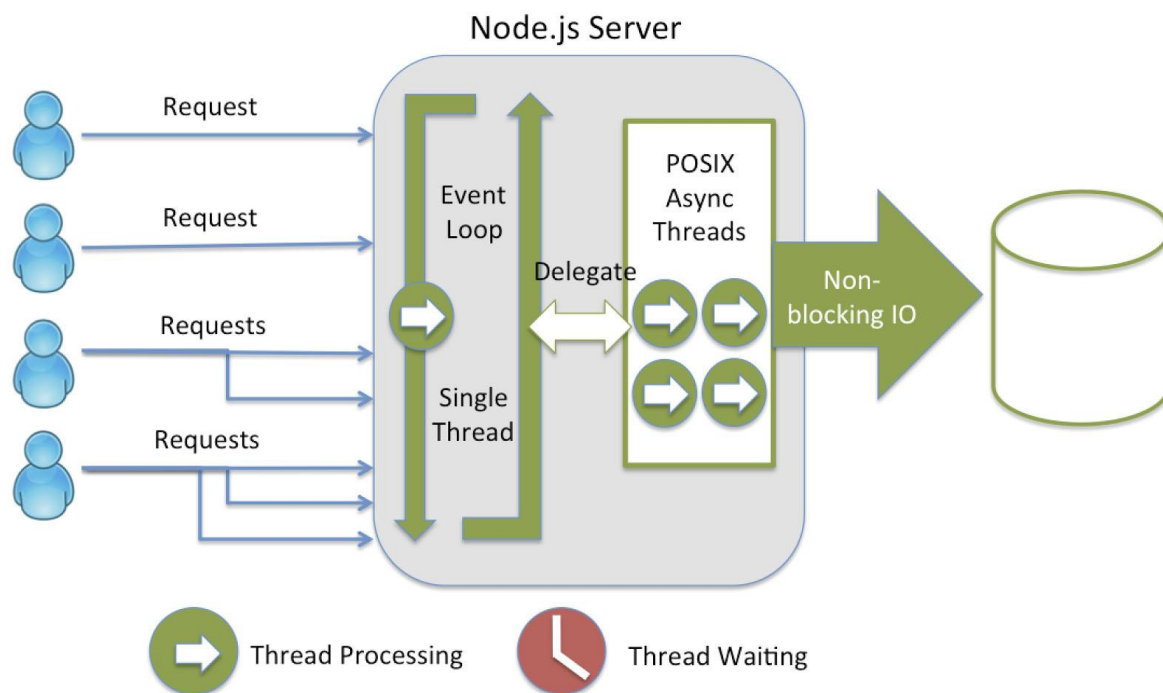 Node.js Server
Request
Request
Requests
Requests
Event
Loop
Single
Thread
Delegate
POSIX
Async
Threads
Non-
blocking IO
Thread Processing
Thread Waiting